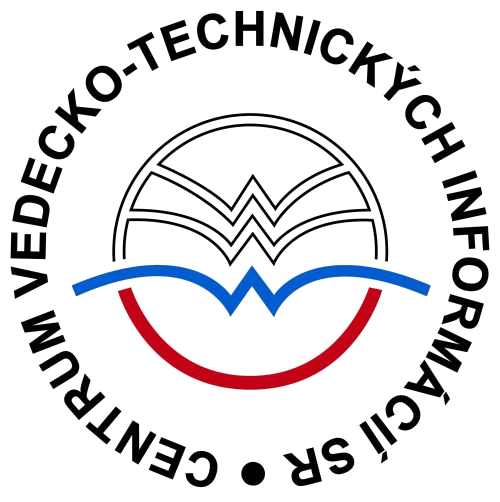 CENTRUM VEDECKO-TECHNICKÝCH INFORMÁCIÍ SR •